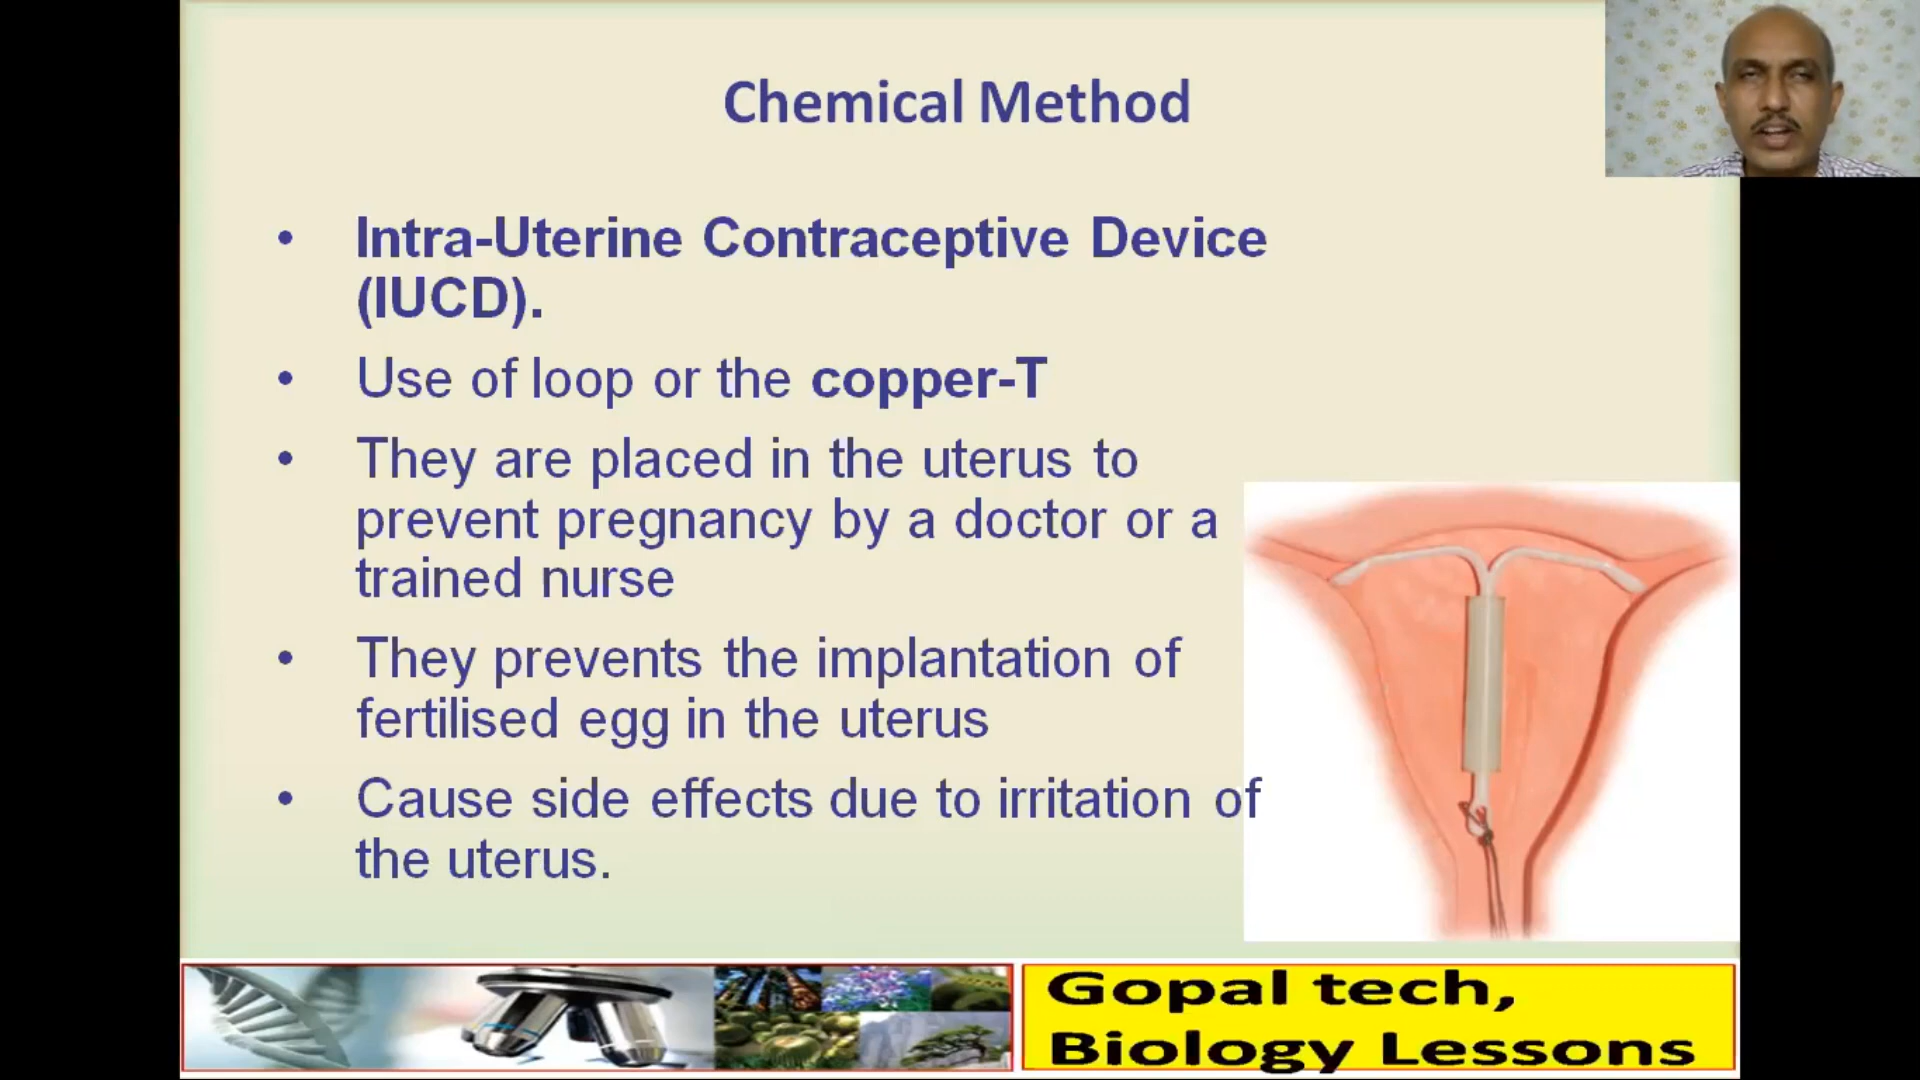 Chemical Method
• Intra-Uterine Contraceptive Device
(IUCD).
• Use of loop or the copper-T
• They are placed in the uterus to
prevent pregnancy by a doctor or a
trained nurse
• They prevents the implantation of
fertilised egg in the uterus
• Cause side effects due to irritation of
the uterus.
Gopal tech,
Biology Lessons